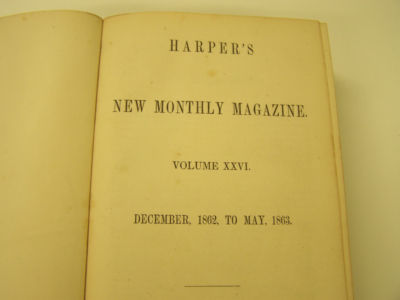 HARPER'S
NEW MONTHLY MAGAZINE.
VOLUME XXVI.
DECEMBER, 1862, TO MAY, 1863.